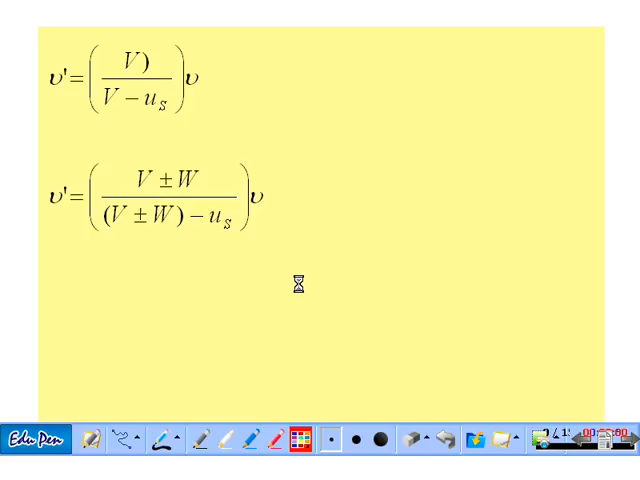 υ' = ( V) / V − u_S ) υ
υ' = ( V ± W / (V ± W) − u_S ) υ
Edu Pen